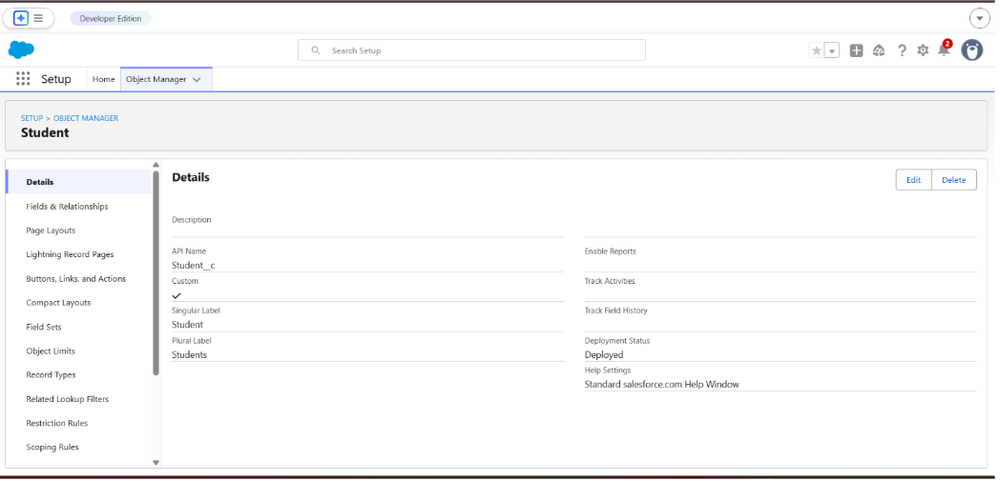 Developer Edition
Search Setup
2
Setup
Home
Object Manager
SETUP > OBJECT MANAGER
Student
Details
Fields & Relationships
Page Layouts
Lightning Record Pages
Buttons, Links, and Actions
Compact Layouts
Field Sets
Object Limits
Record Types
Related Lookup Filters
Restriction Rules
Scoping Rules
Details
Edit
Delete
Description
API Name
Student__c
Custom
Singular Label
Student
Plural Label
Students
Enable Reports
Track Activities
Track Field History
Deployment Status
Deployed
Help Settings
Standard salesforce.com Help Window